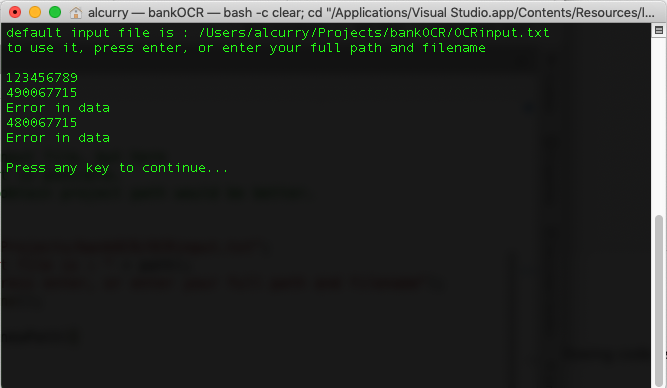 alcurry — bankOCR — bash -c clear; cd "/Applications/Visual Studio.app/Contents/Resources/l...
default input file is : /Users/alcurry/Projects/bankOCR/OCRinput.txt
to use it, press enter, or enter your full path and filename
123456789
490067715
Error in data
480067715
Error in data
Press any key to continue...